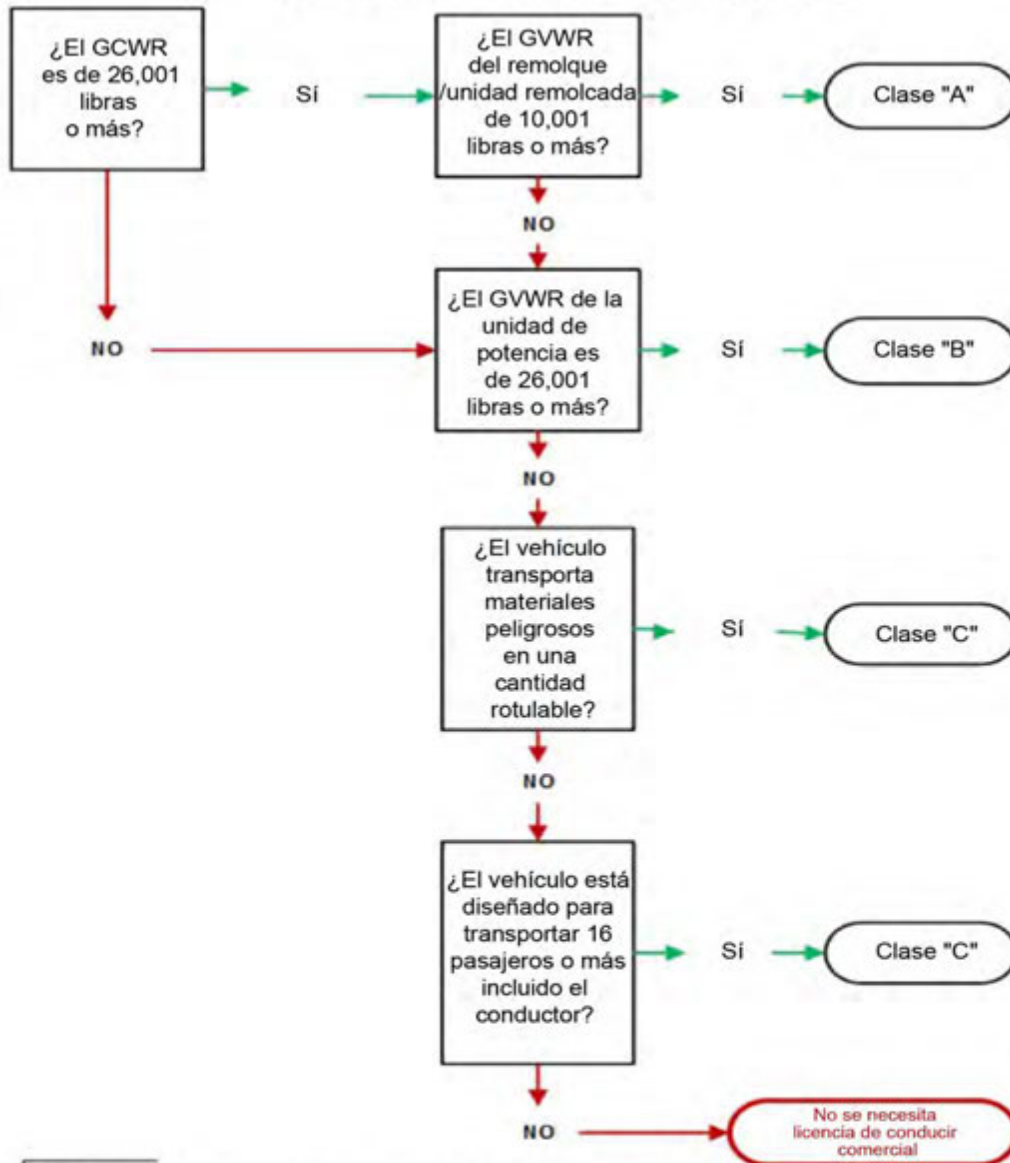 ¿El GCWR
es de 26,001
libras
o más?
Sí
¿El GVWR
del remolque
/unidad remolcada
de 10,001
libras o más?
Sí
Clase "A"
NO
NO
¿El GVWR de la
unidad de
potencia es
de 26,001
libras o más?
Sí
Clase "B"
NO
¿El vehículo
transporta
materiales
peligrosos
en una
cantidad
rotulable?
Sí
Clase "C"
NO
¿El vehículo está
diseñado para
transportar 16
pasajeros o más
incluido el
conductor?
Sí
Clase "C"
NO
No se necesita
licencia de conducir
comercial